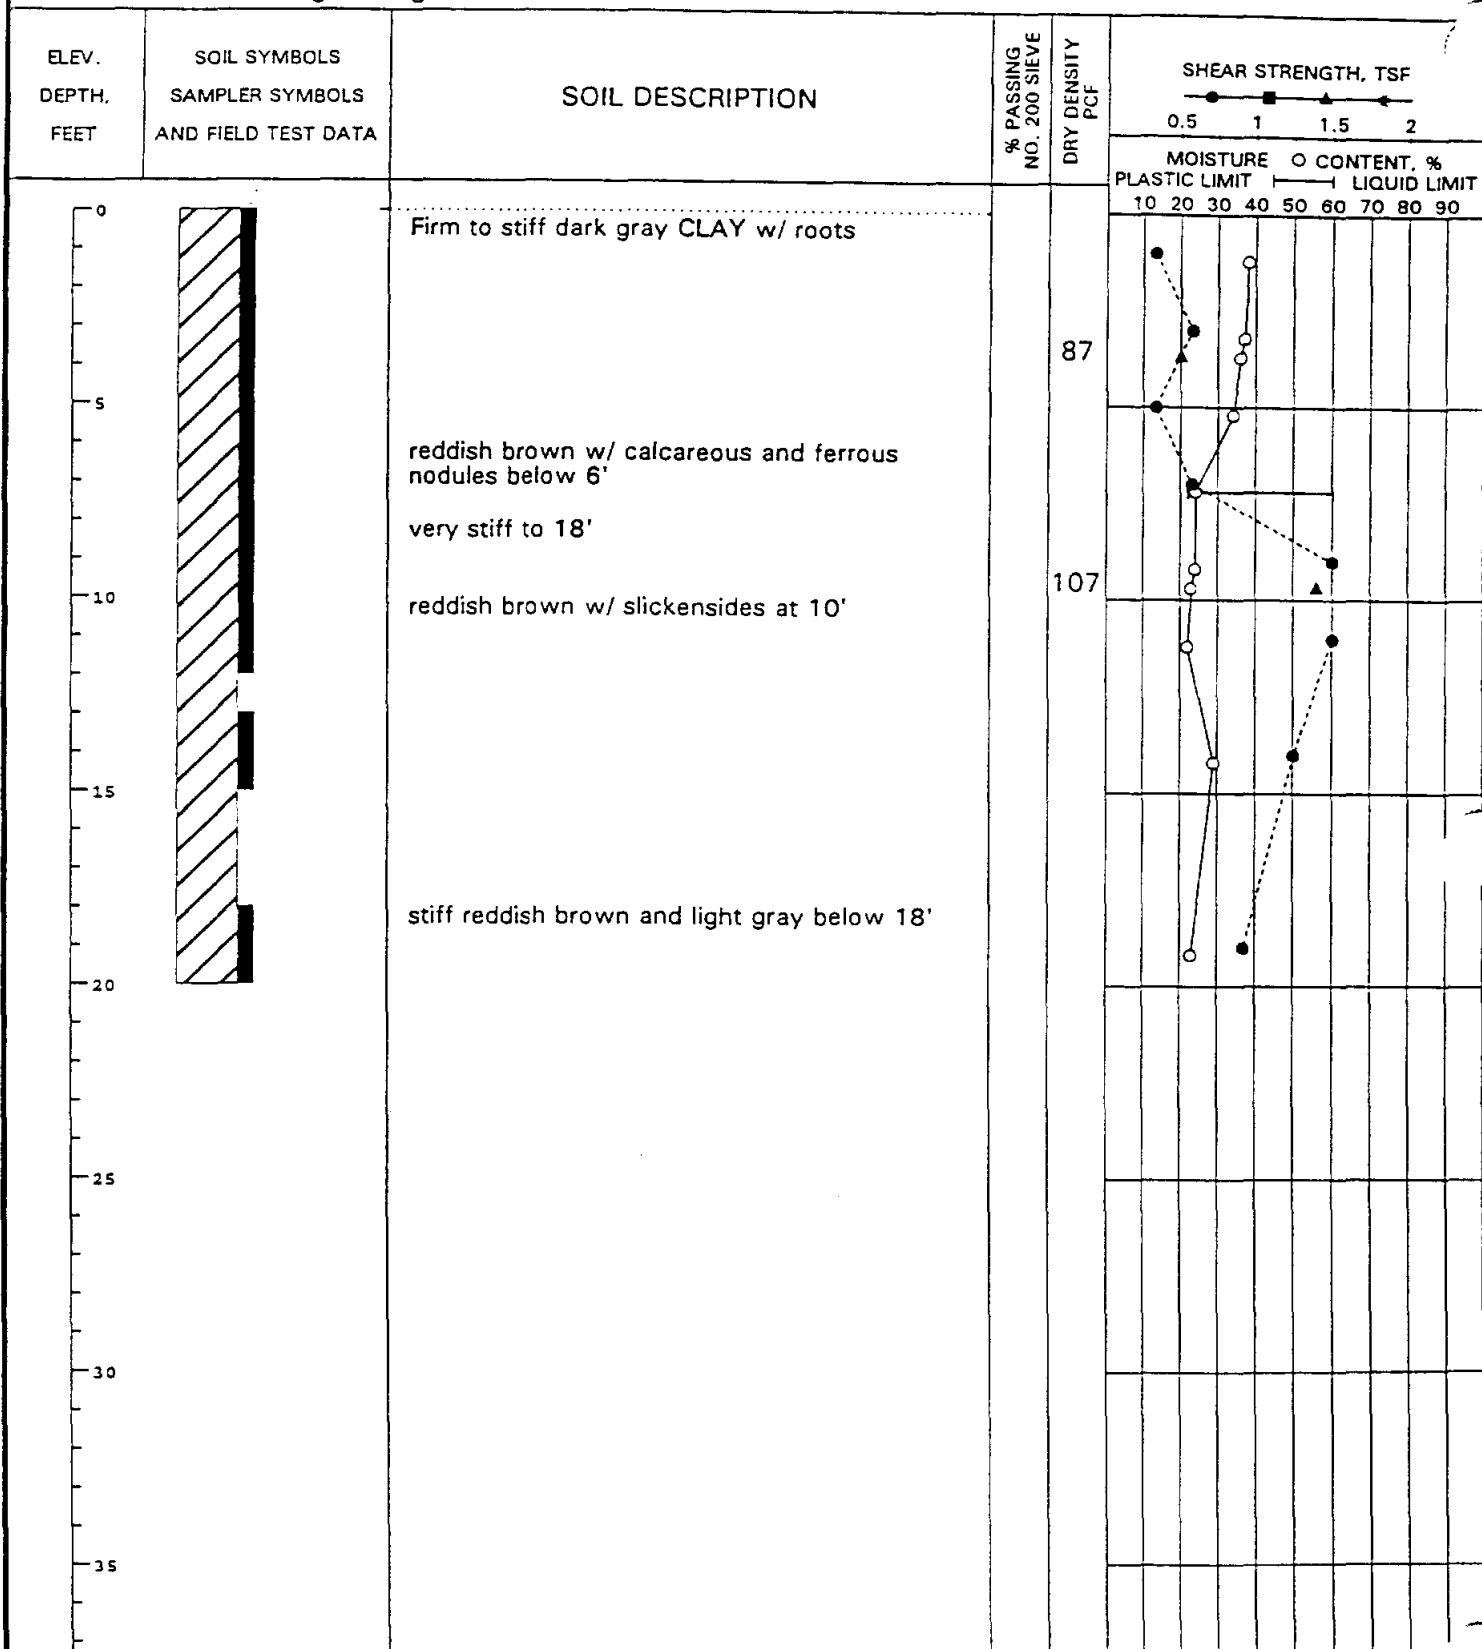 ELEV.
DEPTH,
FEET
SOIL SYMBOLS
SAMPLER SYMBOLS
AND FIELD TEST DATA
SOIL DESCRIPTION
% PASSING
NO. 200 SIEVE
DRY DENSITY
PCF
SHEAR STRENGTH, TSF
0.5 1 1.5 2
MOISTURE O CONTENT, %
PLASTIC LIMIT LIQUID LIMIT
10 20 30 40 50 60 70 80 90
0
Firm to stiff dark gray CLAY w/ roots
87
5
reddish brown w/ calcareous and ferrous
nodules below 6'
very stiff to 18'
107
10
reddish brown w/ slickensides at 10'
15
stiff reddish brown and light gray below 18'
20
25
30
35